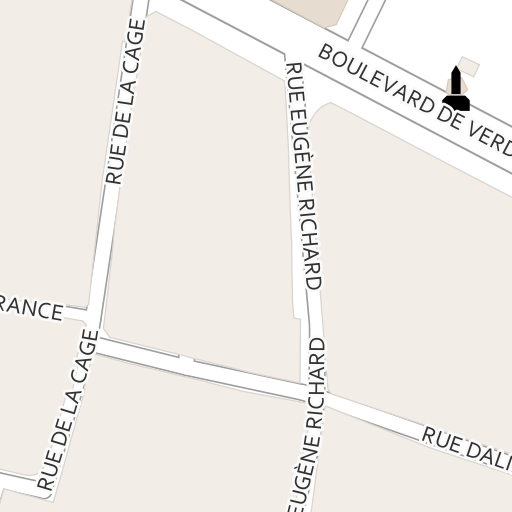 RUE DE LA CAGE
BOULEVARD DE VERD
RUE EUGÈNE RICHARD
RANCE
RUE DE LA CAGE
EUGÈNE RICHARD
RUE DALI